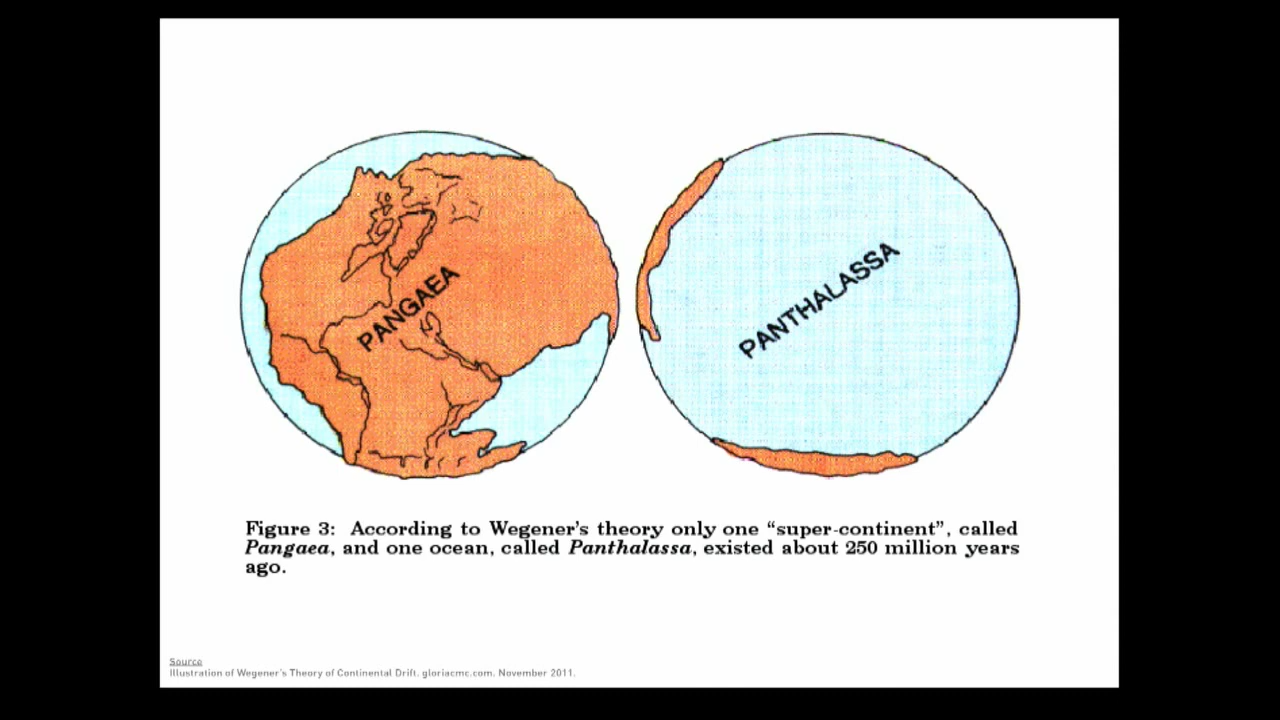 PANGAEA
PANTHALASSA
Figure 3: According to Wegener's theory only one “super-continent”, called
Pangaea, and one ocean, called Panthalassa, existed about 250 million years
ago.
Source
Illustration of Wegener's Theory of Continental Drift. gloriacmc.com. November 2011.